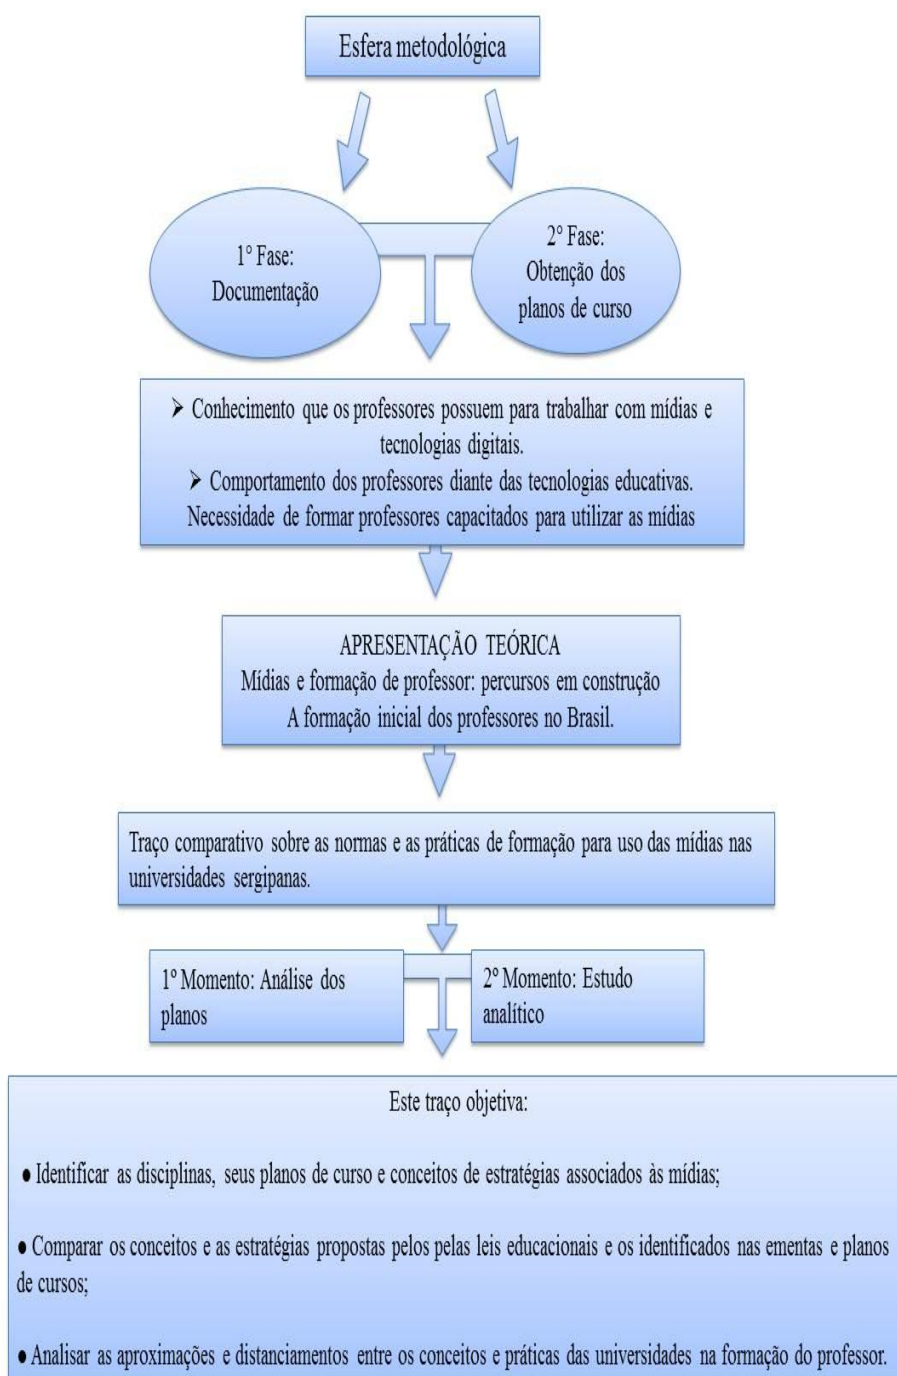 Esfera metodológica
1° Fase:
Documentação
2° Fase:
Obtenção dos
planos de curso
➢ Conhecimento que os professores possuem para trabalhar com mídias e
tecnologias digitais.
➢ Comportamento dos professores diante das tecnologias educativas.
Necessidade de formar professores capacitados para utilizar as mídias
APRESENTAÇÃO TEÓRICA
Mídias e formação de professor: percursos em construção
A formação inicial dos professores no Brasil.
Traço comparativo sobre as normas e as práticas de formação para uso das mídias nas
universidades sergipanas.
1º Momento: Análise dos
planos
2º Momento: Estudo
analítico
Este traço objetiva:
● Identificar as disciplinas, seus planos de curso e conceitos de estratégias associados às mídias;
● Comparar os conceitos e as estratégias propostas pelos pelas leis educacionais e os identificados nas ementas e planos
de cursos;
● Analisar as aproximações e distanciamentos entre os conceitos e práticas das universidades na formação do professor.